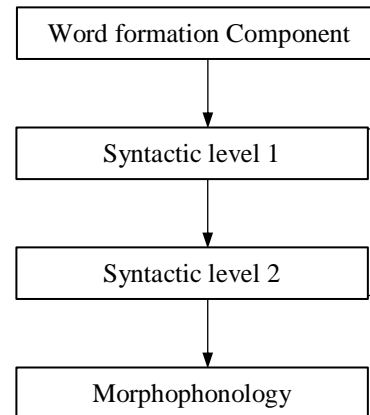 Word formation Component
Syntactic level 1
Syntactic level 2
Morphophonology